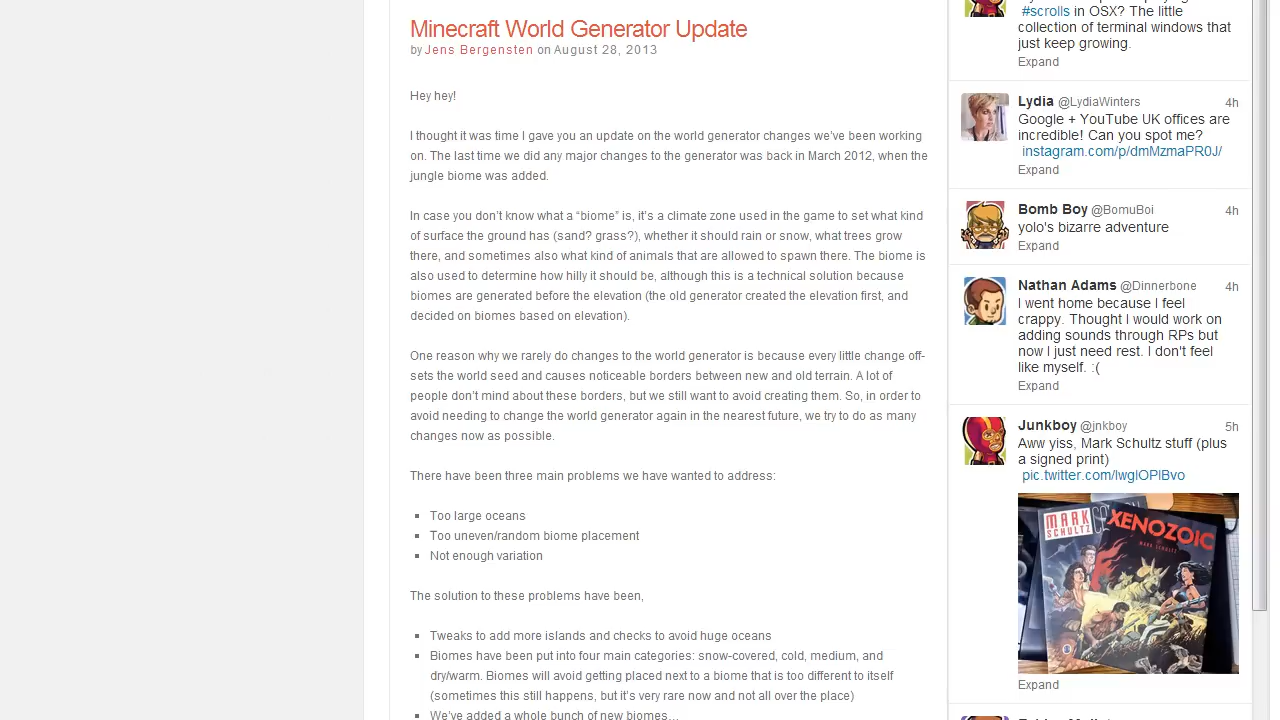 Minecraft World Generator Update
by Jens Bergensten on August 28, 2013
Hey hey!
I thought it was time I gave you an update on the world generator changes we've been working
on. The last time we did any major changes to the generator was back in March 2012, when the
jungle biome was added.
In case you don't know what a “biome” is, it's a climate zone used in the game to set what kind
of surface the ground has (sand? grass?), whether it should rain or snow, what trees grow
there, and sometimes also what kind of animals that are allowed to spawn there. The biome is
also used to determine how hilly it should be, although this is a technical solution because
biomes are generated before the elevation (the old generator created the elevation first, and
decided on biomes based on elevation).
One reason why we rarely do changes to the world generator is because every little change off-
sets the world seed and causes noticeable borders between new and old terrain. A lot of
people don't mind about these borders, but we still want to avoid creating them. So, in order to
avoid needing to change the world generator again in the nearest future, we try to do as many
changes now as possible.
There have been three main problems we have wanted to address:
Too large oceans
Too uneven/random biome placement
Not enough variation
The solution to these problems have been,
Tweaks to add more islands and checks to avoid huge oceans
Biomes have been put into four main categories: snow-covered, cold, medium, and
dry/warm. Biomes will avoid getting placed next to a biome that is too different to itself
(sometimes this still happens, but it's very rare now and not all over the place)
We've added a whole bunch of new biomes…
#scrolls in OSX? The little
collection of terminal windows that
just keep growing.
Expand
Lydia @LydiaWinters 4h
Google + YouTube UK offices are
incredible! Can you spot me?
instagram.com/p/dmMzmaPR0J/
Expand
Bomb Boy @BomuBoi 4h
yolo's bizarre adventure
Expand
Nathan Adams @Dinnerbone 4h
I went home because I feel
crappy. Thought I would work on
adding sounds through RPs but
now I just need rest. I don't feel
like myself. :(
Expand
Junkboy @jnkboy 5h
Aww yiss, Mark Schultz stuff (plus
a signed print)
pic.twitter.com/lwglOPlBvo
MARK
SCHULTZ
XENOZOIC
Expand